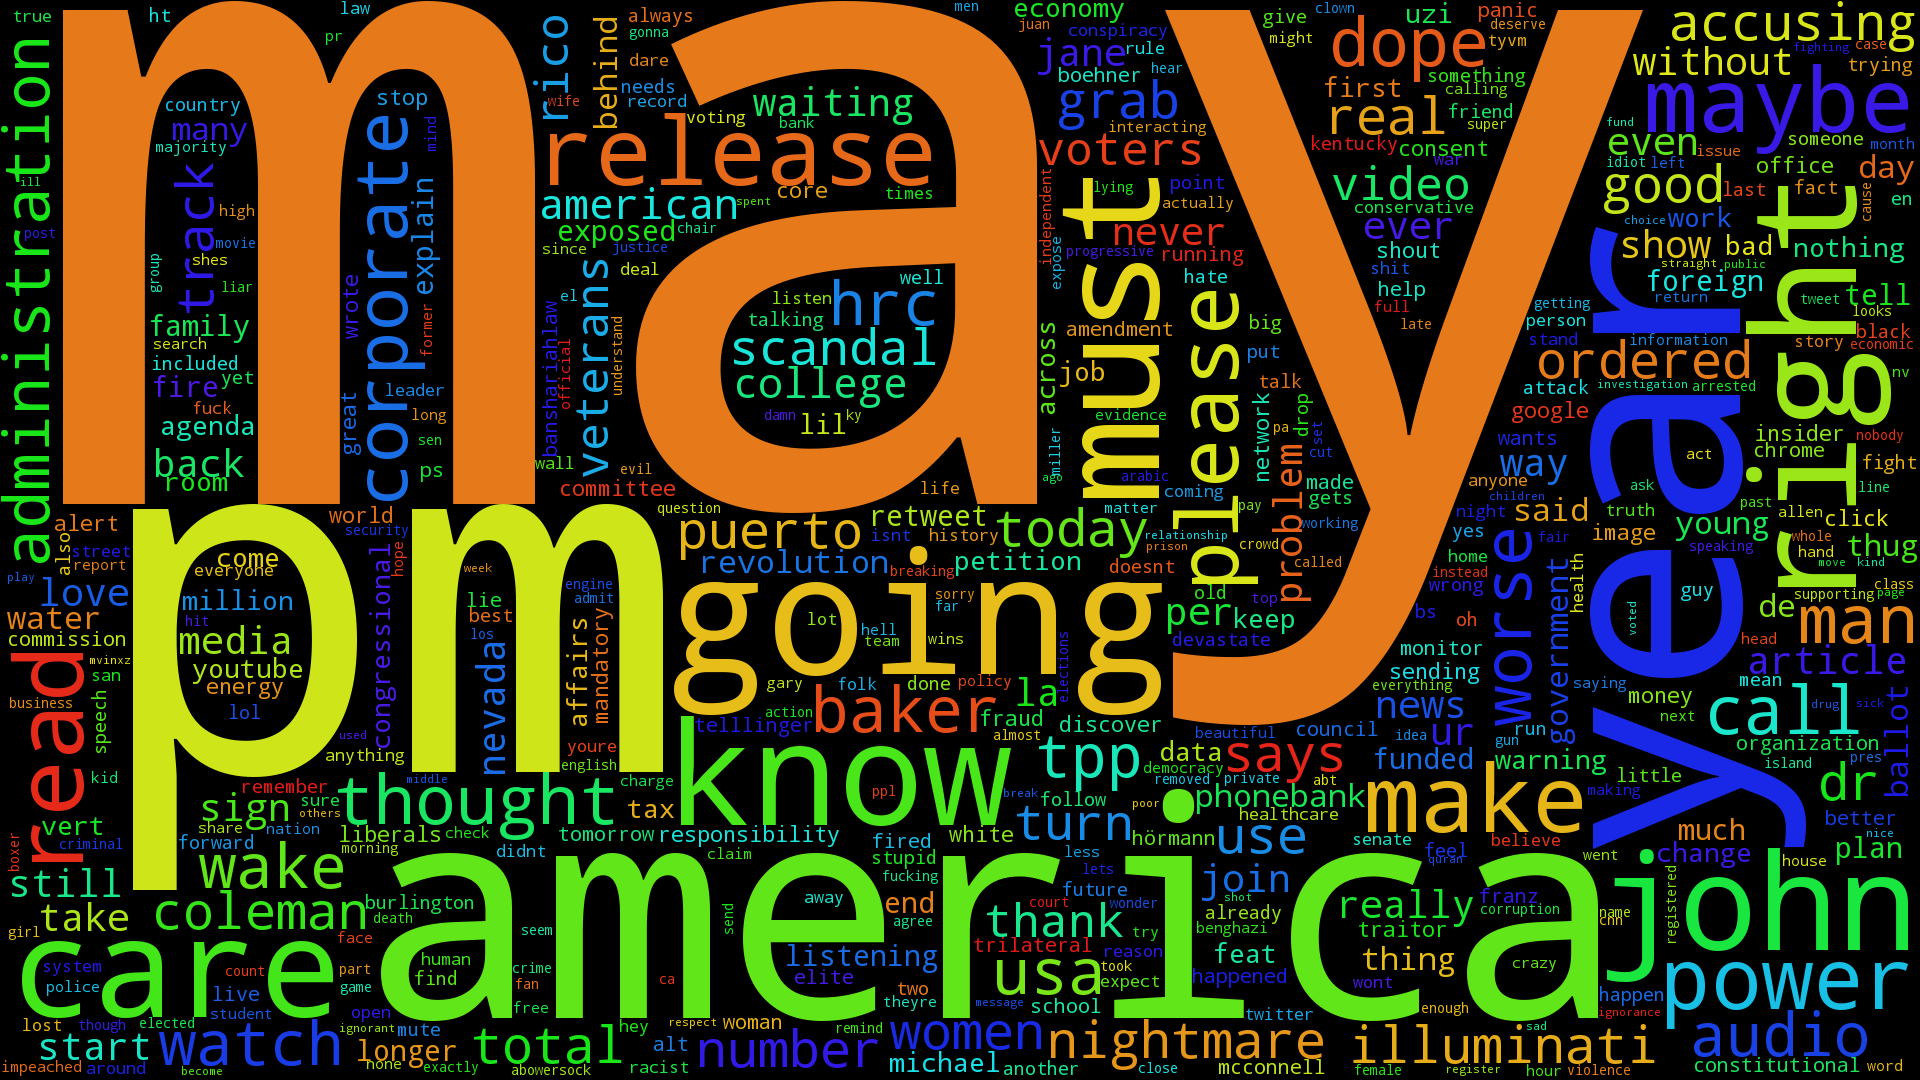 may
pm
america
year
going
know
care
john
right
must
please
make
read
release
administration
corporate
maybe
dope
accusing
without
real
video
good
even
ordered
worse
man
call
power
audio
illuminati
nightmare
women
number
total
watch
coleman
wake
thought
baker
tpp
says
turn
use
join
usa
thank
really
thing
scandal
college
hrc
american
veterans
exposed
waiting
rico
behind
jane
grab
voters
never
track
many
country
majority
stop
explain
mind
high
movie
shes
liar
group
family
search
included
fire
yet
fuck
agenda
back
room
wrote
former
leader
long
great
sen
ps
true
ht
pr
law
ill
post
always
gonna
dare
needs
record
wife
men
juan
economy
conspiracy
rule
boehner
hear
interacting
voting
bank
core
times
spent
chair
since
justice
deal
el
official
understand
banshariahlaw
wall
evil
committee
life
well
listen
talking
damn
lil
ky
independent
lying
point
actually
progressive
running
expose
hate
amendment
job
across
evidence
miller
ago
arabic
coming
matter
big
put
network
talk
drop
pa
set
cut
problem
pay
crowd
called
working
made
gets
give
might
clown
uzi
panic
deserve
tyvm
first
something
calling
friend
super
kentucky
consent
war
conservative
ever
shout
shit
help
full
late
fighting
case
trying
fund
someone
month
idiot
left
issue
office
day
last
fact
en
cause
choice
work
show
bad
nothing
straight
public
foreign
return
tweet
tell
looks
getting
person
stand
information
black
story
economic
attack
investigation
arrested
nv
google
insider
nobody
chrome
wants
way
act
fight
anyone
children
ask
past
line
night
said
truth
allen
click
yes
image
young
whole
fair
speaking
hand
thug
home
instead
wrong
move
kind
class
health
guy
supporting
page
government
bs
oh
voted
de
head
monitor
sending
article
everything
saying
mean
money
drug
sick
news
council
idea
ur
run
gun
next
organization
ballot
funded
warning
island
pres
little
dr
making
better
much
nice
change
plan
house
believe
senate
feel
quran
went
franz
corruption
traitor
crazy
name
cnn
registered
happen
ignorance
wont
enough
sad
constitutional
word
female
register
hour
violence
alert
also
street
report
play
love
water
commission
come
everyone
million
hit
media
youtube
energy
lol
mvinxz
san
business
speech
kid
world
security
hope
congressional
week
lie
best
los
nevada
used
anything
engine
admit
affairs
mandatory
youre
english
middle
charge
question
puerto
retweet
isnt
history
today
revolution
breaking
petition
doesnt
relationship
prison
sorry
far
lot
hell
team
wins
per
old
top
keep
devastate
gary
folk
done
policy
la
elections
telllinger
action
fraud
almost
discover
beautiful
data
democracy
removed
private
abt
break
poor
phonebank
healthcare
follow
ppl
remember
sign
sure
others
share
nation
vert
criminal
forward
boxer
liberals
check
morning
tax
tomorrow
responsibility
didnt
claim
fired
white
stupid
fucking
hörmann
less
lets
still
take
girl
burlington
death
seem
send
away
end
agree
future
court
wonder
shot
already
benghazi
trilateral
try
reason
feat
happened
took
expect
listening
elite
two
theyre
message
school
twitter
face
system
police
count
live
student
part
game
human
find
open
crime
fan
free
ca
lost
though
elected
ignorant
mute
hey
respect
woman
remind
start
impeached
around
become
longer
none
exactly
abowersock
alt
racist
michael
another
close
mcconnell